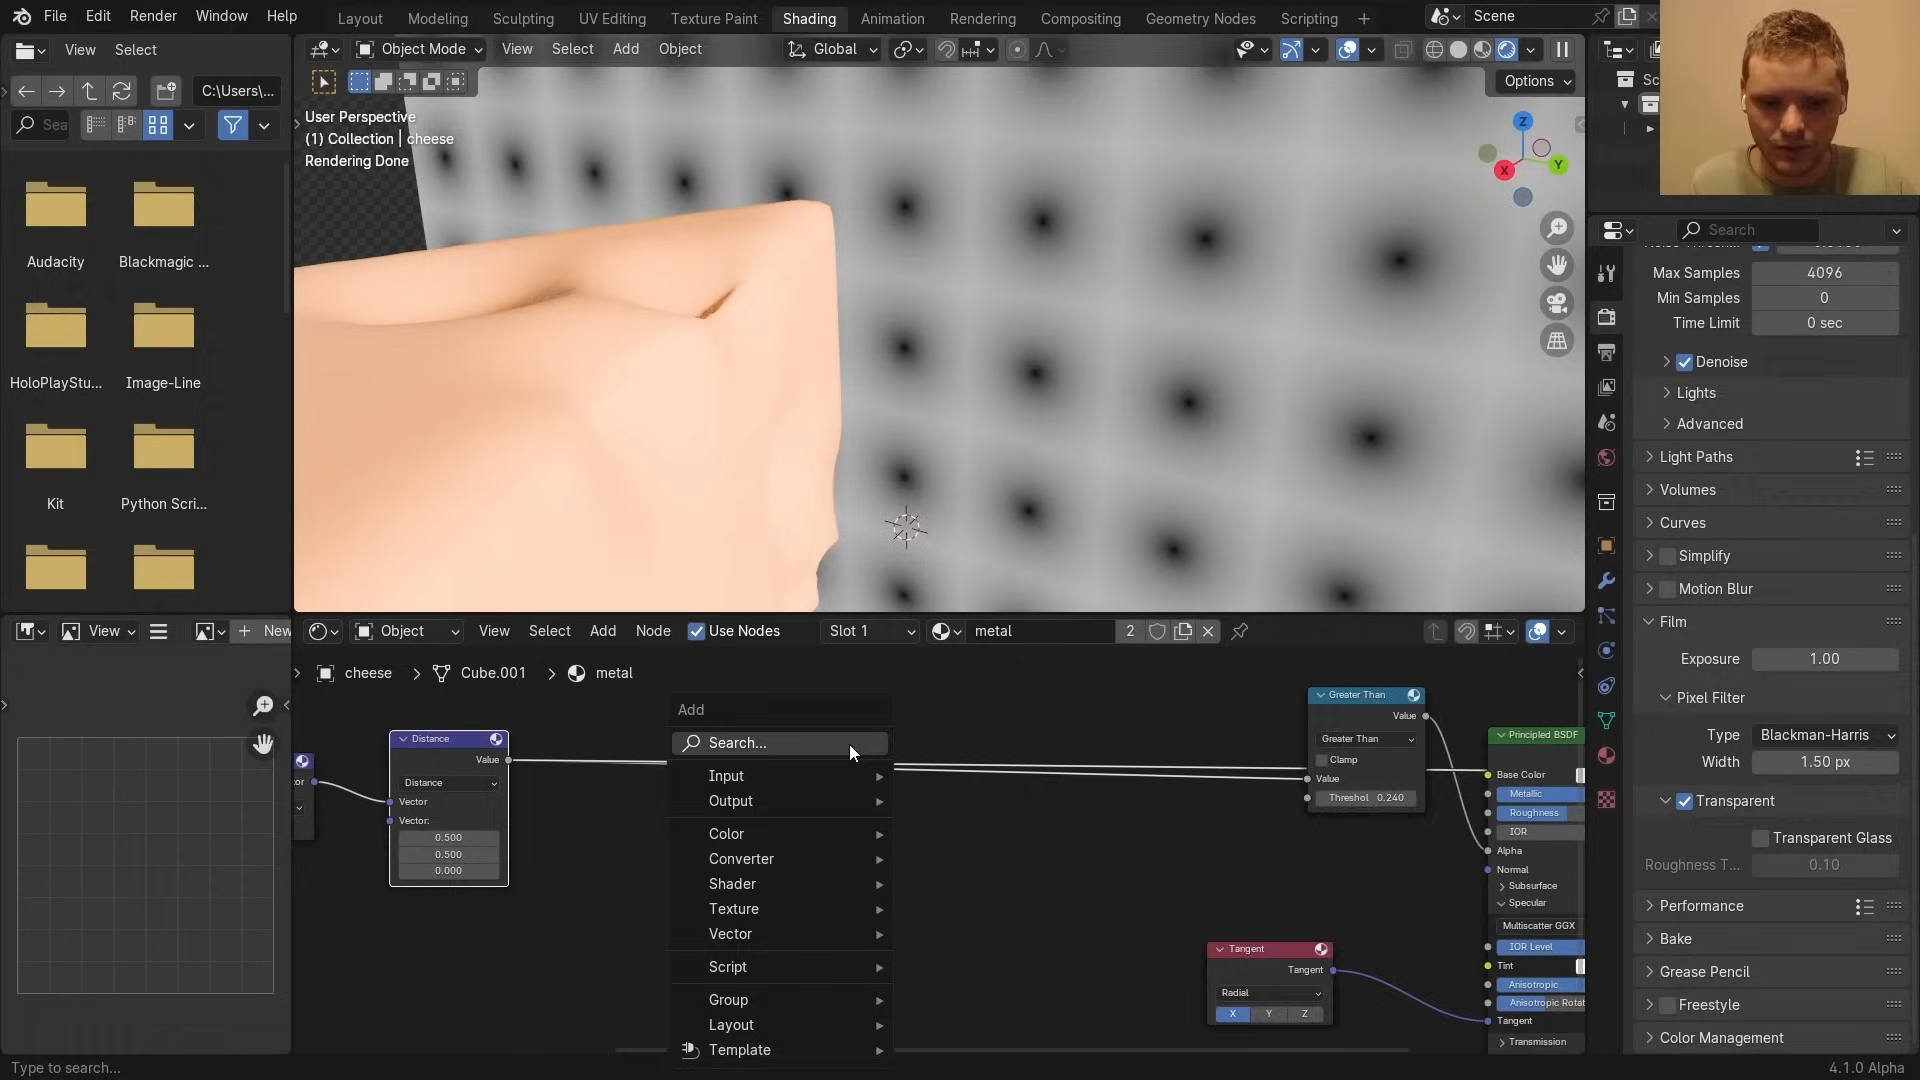 File Edit Render Window Help Layout Modeling Sculpting UV Editing Texture Paint Shading Animation Rendering Compositing Geometry Nodes Scripting + Scene
View Select Object Mode View Select Add Object Global
C:\Users\... Options
Sea
User Perspective
(1) Collection | cheese
Rendering Done
Z
Y
X
Sc
Search
Audacity Blackmagic ...
HoloPlayStu... Image-Line
Kit Python Scri...
Max Samples 4096
Min Samples 0
Time Limit 0 sec
Denoise
Lights
Advanced
Light Paths
Volumes
Curves
Simplify
Motion Blur
Film
Exposure 1.00
Pixel Filter
Type Blackman-Harris
Width 1.50 px
Transparent
Transparent Glass
Roughness T... 0.10
Performance
Bake
Grease Pencil
Freestyle
Color Management
View + New Object View Select Add Node Use Nodes Slot 1 metal 2
cheese > Cube.001 > metal
or
Distance
Value
Distance
Vector
Vector:
0.500
0.500
0.000
Add
Search...
Input
Output
Color
Converter
Shader
Texture
Vector
Script
Group
Layout
Template
Greater Than
Value
Greater Than
Clamp
Value
Threshol 0.240
Tangent
Tangent
Radial
X Y Z
Principled BSDF
Base Color
Metallic
Roughness
IOR
Alpha
Normal
Subsurface
Specular
Multiscatter GGX
IOR Level
Tint
Anisotropic
Anisotropic Rotat
Tangent
Transmission
Type to search... 4.1.0 Alpha